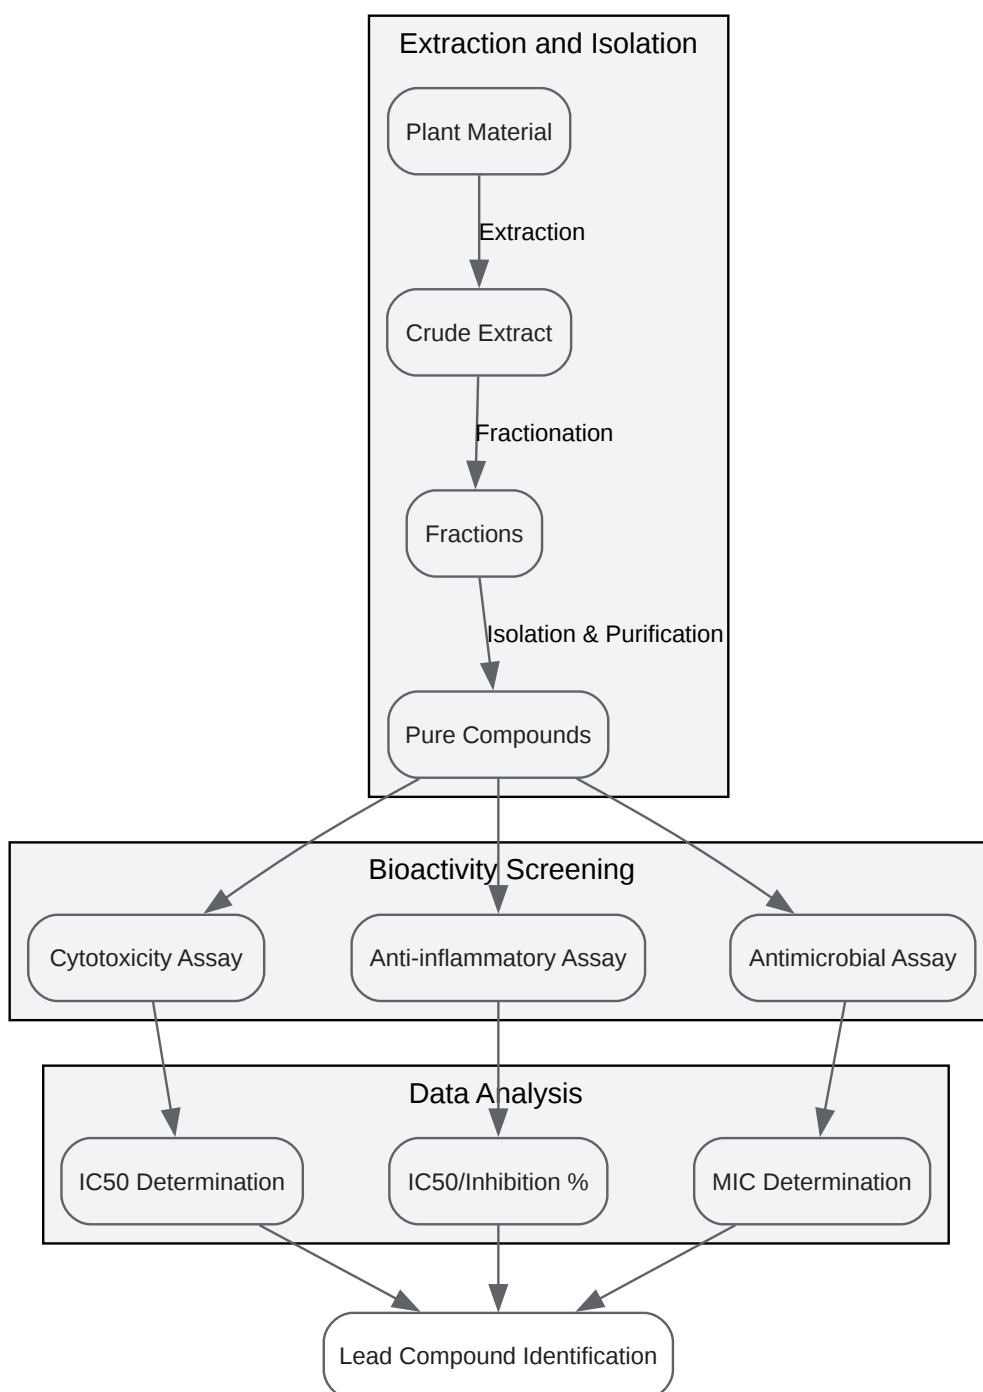 Extraction and Isolation
Plant Material
Extraction
Crude Extract
Fractionation
Fractions
Isolation & Purification
Pure Compounds
Bioactivity Screening
Cytotoxicity Assay
Anti-inflammatory Assay
Antimicrobial Assay
Data Analysis
IC50 Determination
IC50/Inhibition %
MIC Determination
Lead Compound Identification